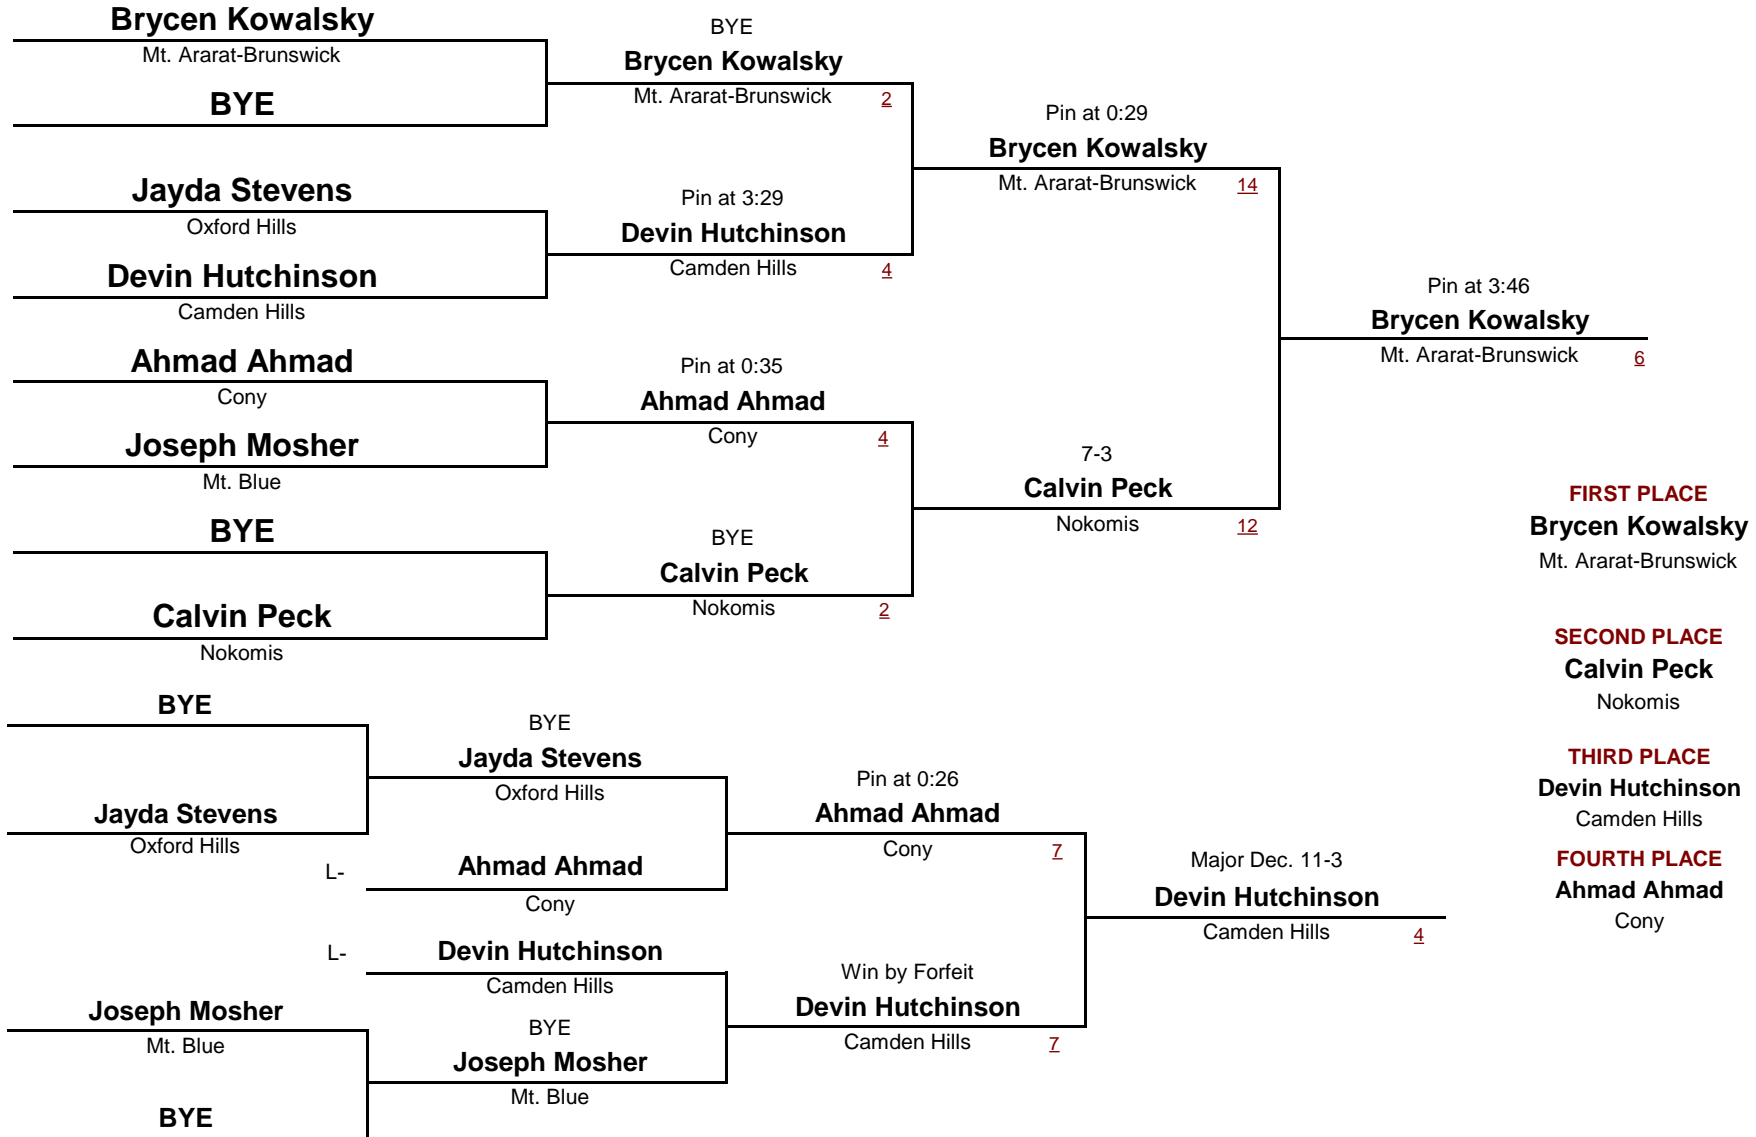 Brycen Kowalsky
Mt. Ararat-Brunswick
BYE
Jayda Stevens
Oxford Hills
Devin Hutchinson
Camden Hills
Ahmad Ahmad
Cony
Joseph Mosher
Mt. Blue
BYE
Calvin Peck
Nokomis
BYE
Brycen Kowalsky
Mt. Ararat-Brunswick 2
Pin at 3:29
Devin Hutchinson
Camden Hills 4
Pin at 0:35
Ahmad Ahmad
Cony 4
BYE
Calvin Peck
Nokomis 2
Pin at 0:29
Brycen Kowalsky
Mt. Ararat-Brunswick 14
7-3
Calvin Peck
Nokomis 12
Pin at 3:46
Brycen Kowalsky
Mt. Ararat-Brunswick 6
FIRST PLACE
Brycen Kowalsky
Mt. Ararat-Brunswick
SECOND PLACE
Calvin Peck
Nokomis
THIRD PLACE
Devin Hutchinson
Camden Hills
FOURTH PLACE
Ahmad Ahmad
Cony
BYE
Jayda Stevens
Oxford Hills
Joseph Mosher
Mt. Blue
BYE
BYE
Jayda Stevens
Oxford Hills
L- Ahmad Ahmad
Cony
L- Devin Hutchinson
Camden Hills
BYE
Joseph Mosher
Mt. Blue
Pin at 0:26
Ahmad Ahmad
Cony 7
Win by Forfeit
Devin Hutchinson
Camden Hills 7
Major Dec. 11-3
Devin Hutchinson
Camden Hills 4